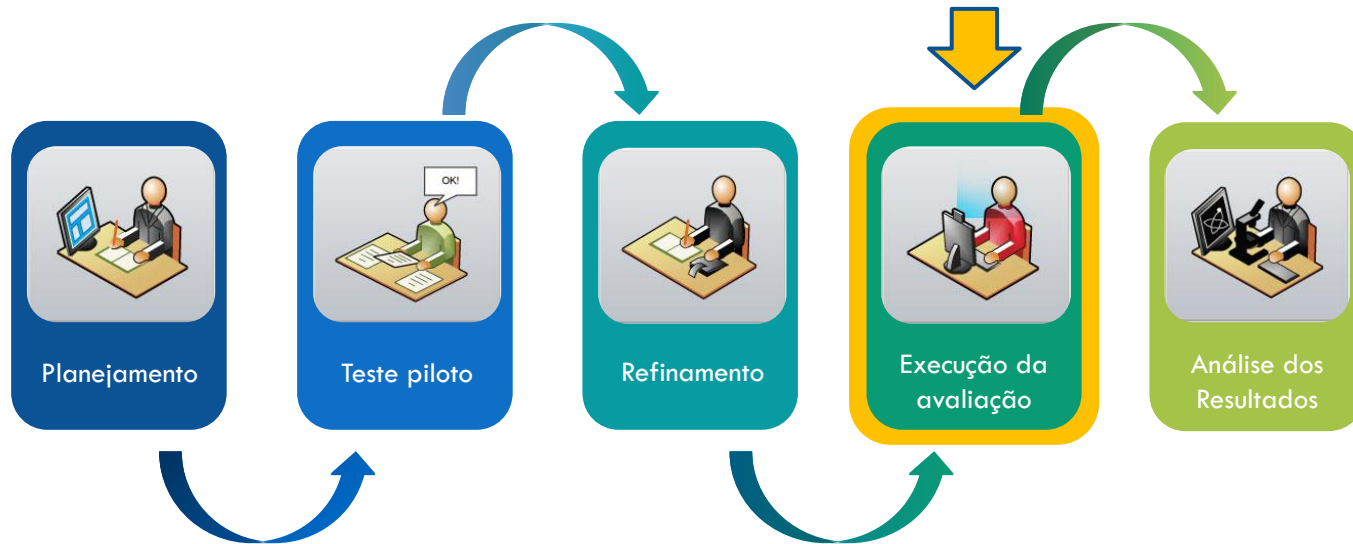 OK!
Planejamento
Teste piloto
Refinamento
Execução da
avaliação
Análise dos
Resultados